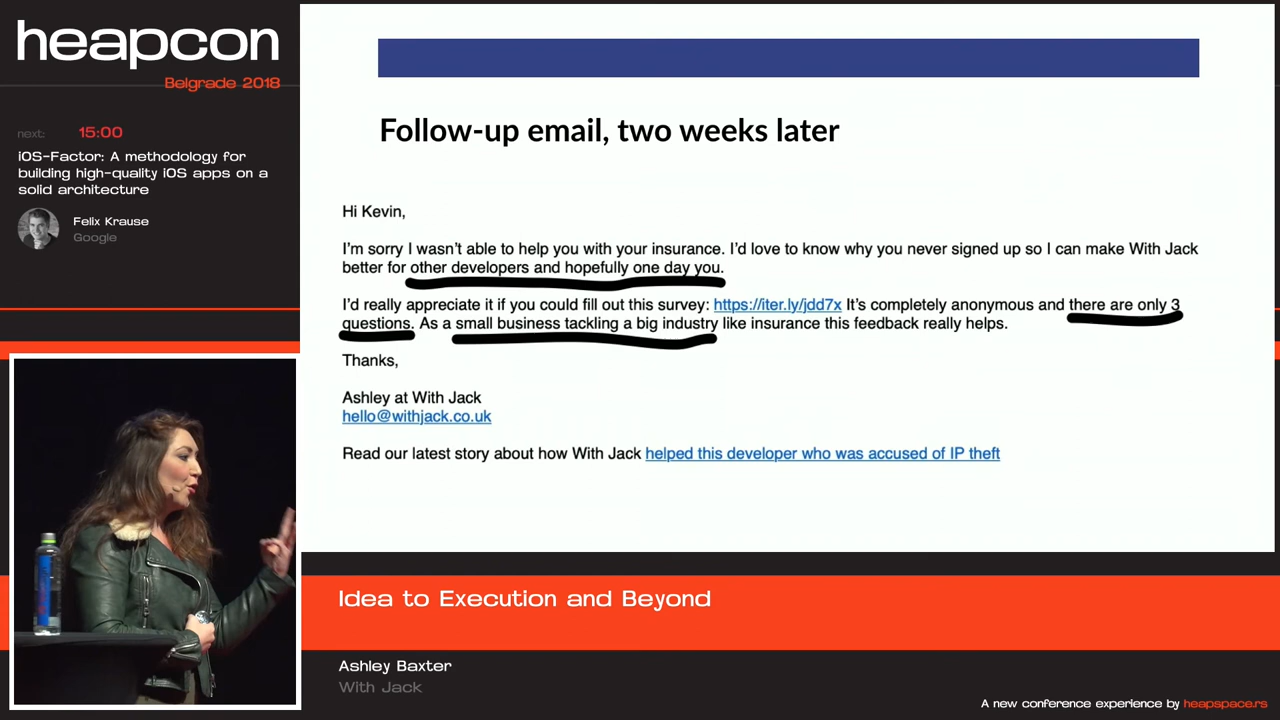 heapcon
Belgrade 2018
next: 15:00
iOS-Factor: A methodology for
building high-quality iOS apps on a
solid architecture
Felix Krause
Google
Follow-up email, two weeks later
Hi Kevin,
I'm sorry I wasn't able to help you with your insurance. I'd love to know why you never signed up so I can make With Jack
better for other developers and hopefully one day you.
I'd really appreciate it if you could fill out this survey: https://iter.ly/jdd7x It's completely anonymous and there are only 3
questions. As a small business tackling a big industry like insurance this feedback really helps.
Thanks,
Ashley at With Jack
hello@withjack.co.uk
Read our latest story about how With Jack helped this developer who was accused of IP theft
Idea to Execution and Beyond
Ashley Baxter
With Jack
A new conference experience by heapspace.rs